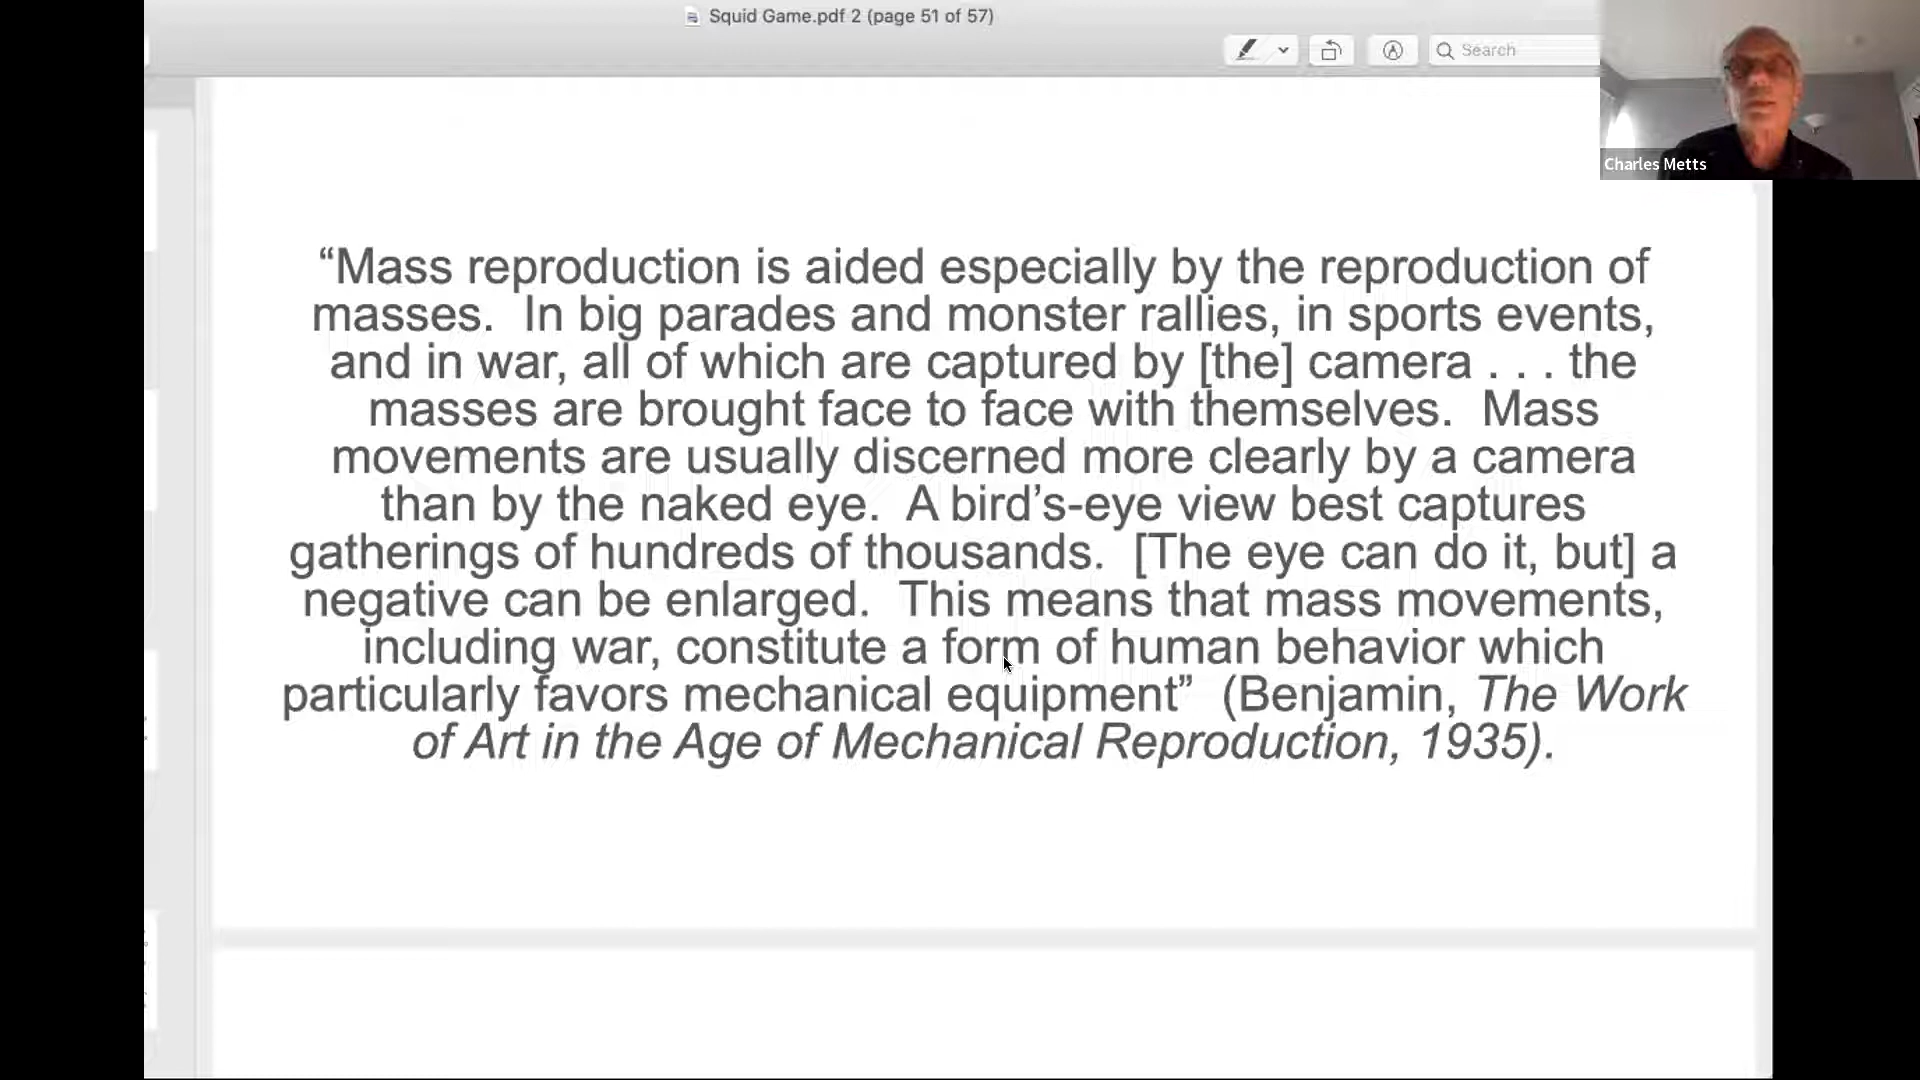 Squid Game.pdf 2 (page 51 of 57)
Search
Charles Metts
“Mass reproduction is aided especially by the reproduction of
masses.  In big parades and monster rallies, in sports events,
and in war, all of which are captured by [the] camera . . . the
masses are brought face to face with themselves.  Mass
movements are usually discerned more clearly by a camera
than by the naked eye.  A bird’s-eye view best captures
gatherings of hundreds of thousands.  [The eye can do it, but] a
negative can be enlarged.  This means that mass movements,
including war, constitute a form of human behavior which
particularly favors mechanical equipment”  (Benjamin, The Work
of Art in the Age of Mechanical Reproduction, 1935).